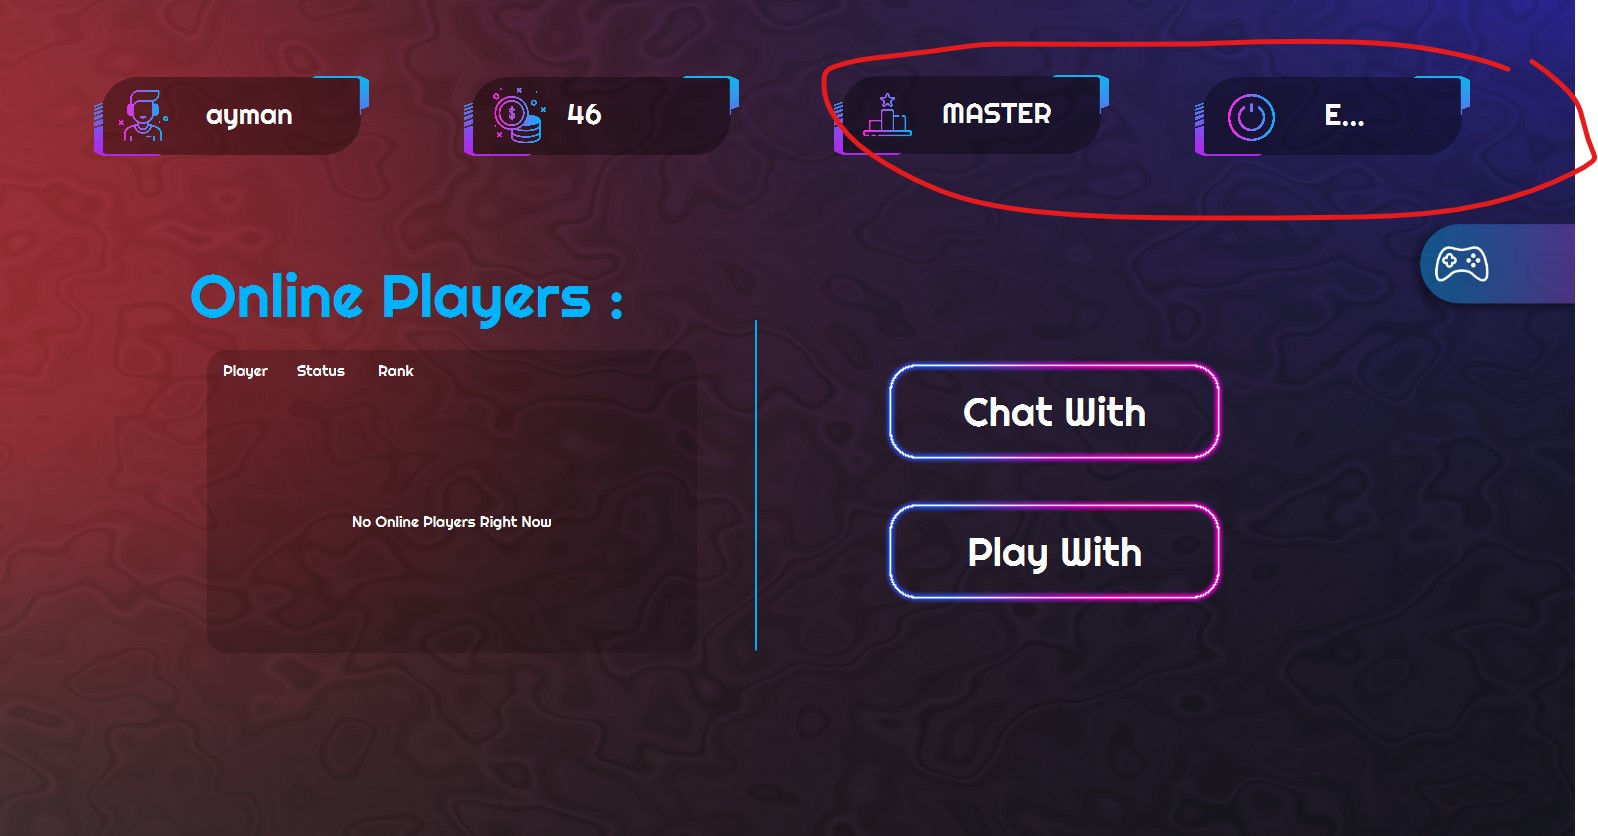 ayman
46
MASTER
E...
Online Players :
Player Status Rank
No Online Players Right Now
Chat With
Play With